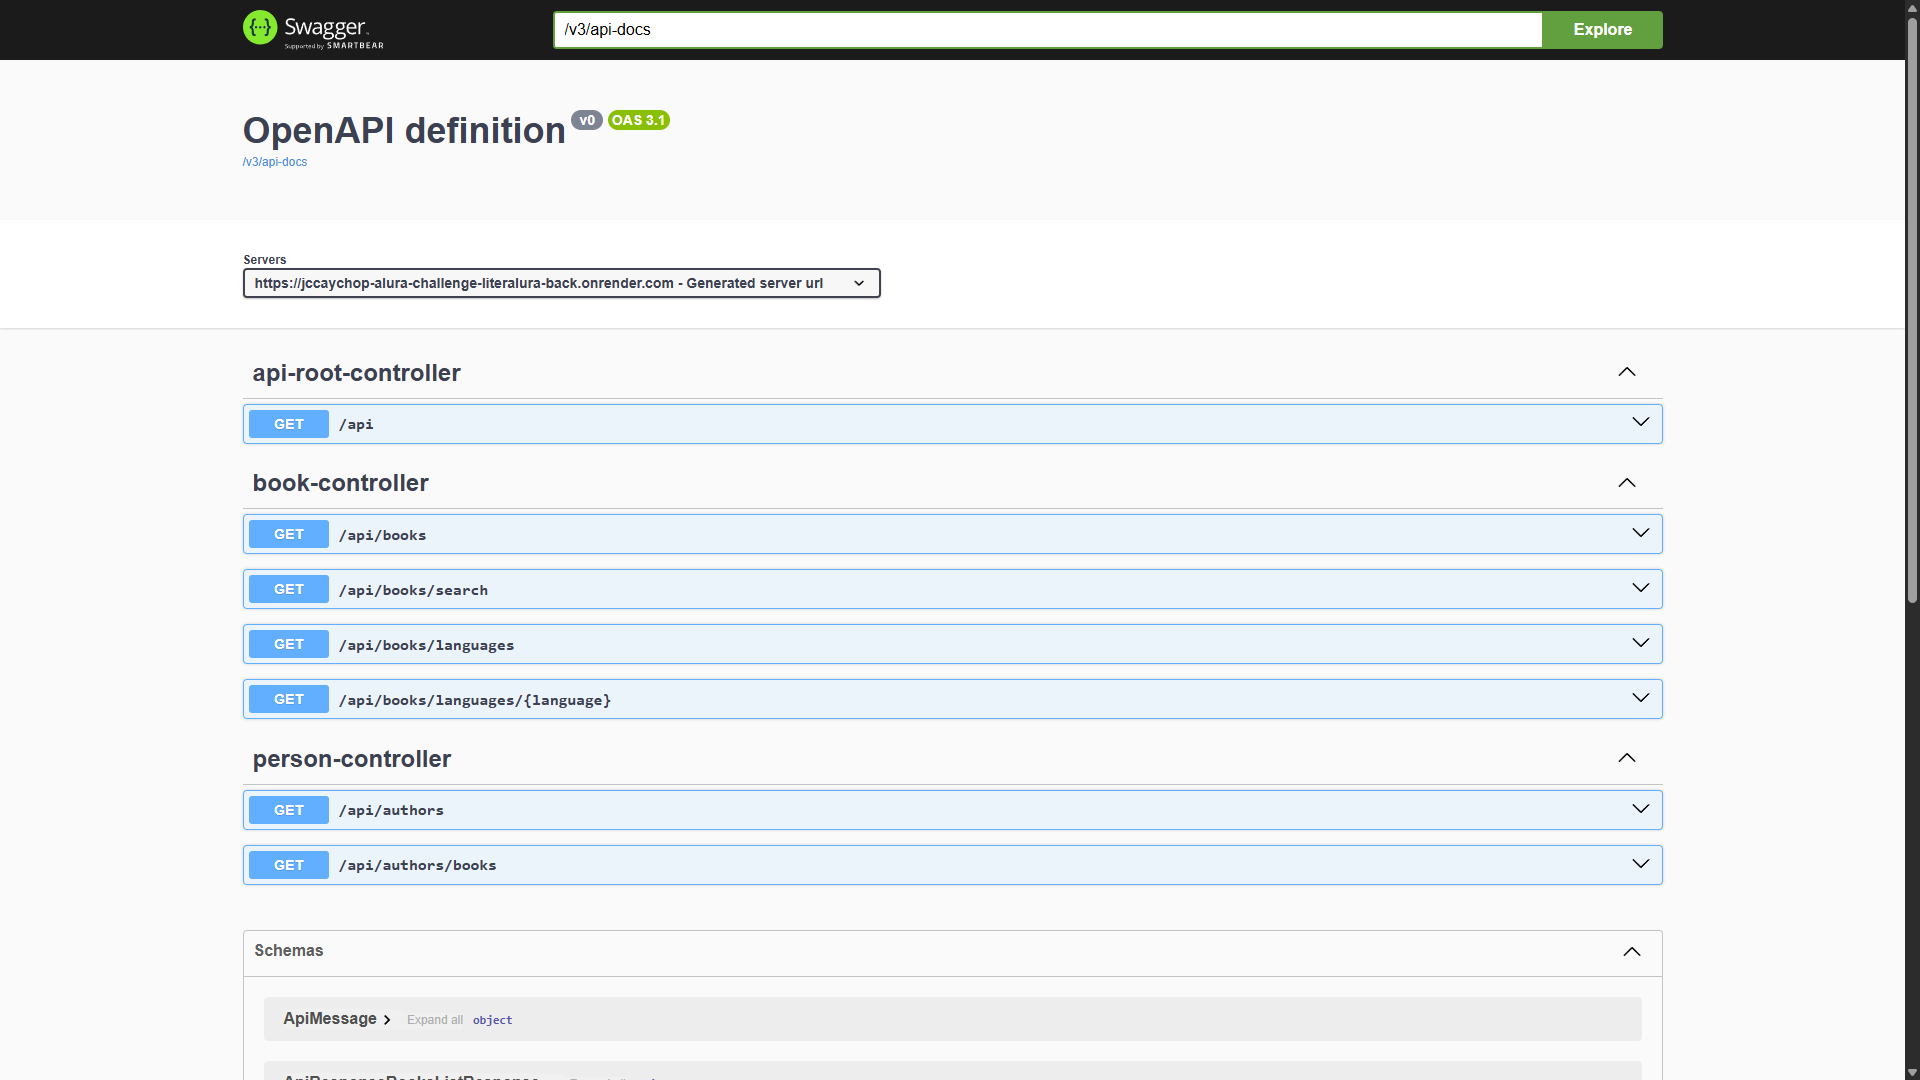 Swagger.
Supported by SMARTBEAR
/v3/api-docs
Explore
OpenAPI definition v0 OAS 3.1
/v3/api-docs
Servers
https://jccaychop-alura-challenge-literalura-back.onrender.com - Generated server url
api-root-controller
GET /api
book-controller
GET /api/books
GET /api/books/search
GET /api/books/languages
GET /api/books/languages/{language}
person-controller
GET /api/authors
GET /api/authors/books
Schemas
ApiMessage Expand all object